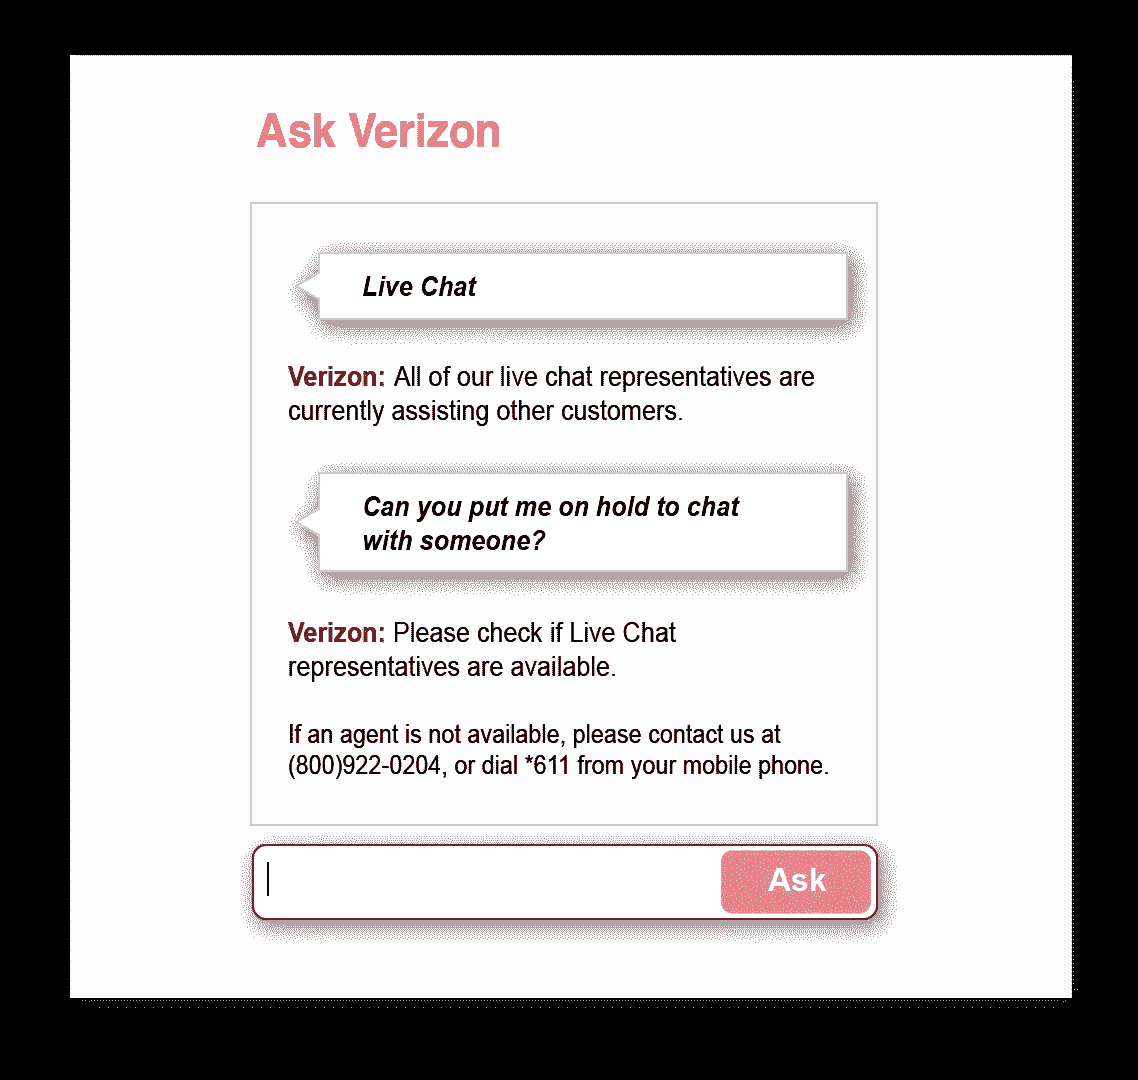 Ask Verizon
Live Chat
Verizon: All of our live chat representatives are
currently assisting other customers.
Can you put me on hold to chat
with someone?
Verizon: Please check if Live Chat
representatives are available.
If an agent is not available, please contact us at
(800)922-0204, or dial *611 from your mobile phone.
Ask